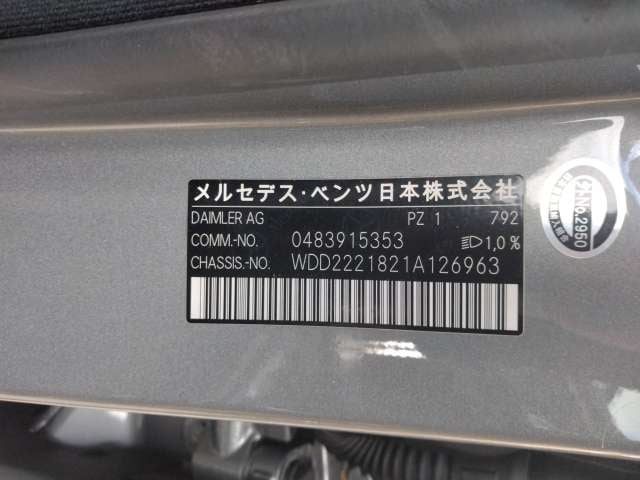 メルセデス・ベンツ日本株式会社
DAIMLER AG PZ 1 792
COMM.-NO. 0483915353 1,0%
CHASSIS.-NO. WDD2221821A126963
No.2950